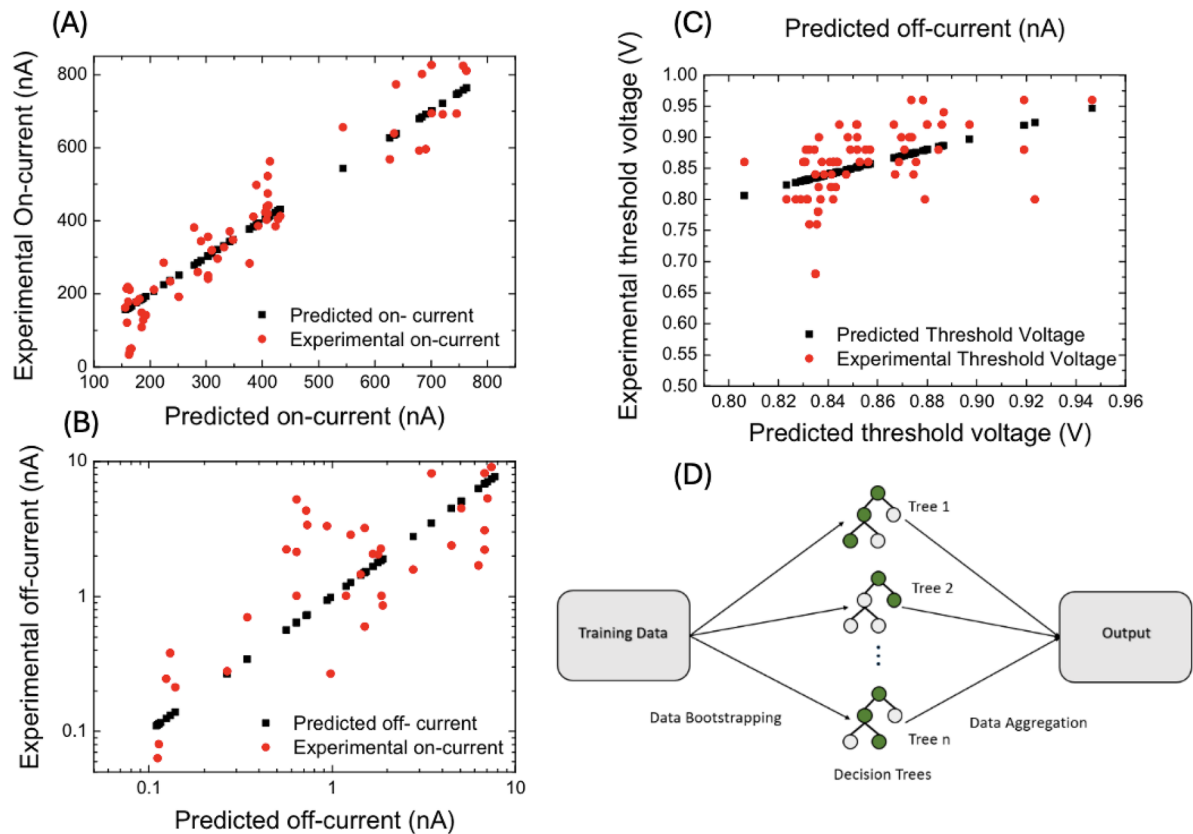 (A)
Experimental On-current (nA)
800
600
400
200
0
100 200 300 400 500 600 700 800
Predicted on- current
Experimental on-current
Predicted on-current (nA)
(B)
Experimental off-current (nA)
10
1
0.1
0.1 1 10
Predicted off- current
Experimental on-current
Predicted off-current (nA)
(C)
Predicted off-current (nA)
Experimental threshold voltage (V)
1.00
0.95
0.90
0.85
0.80
0.75
0.70
0.65
0.60
0.55
0.50
0.80 0.82 0.84 0.86 0.88 0.90 0.92 0.94 0.96
Predicted Threshold Voltage
Experimental Threshold Voltage
Predicted threshold voltage (V)
(D)
Training Data
Tree 1
Tree 2
Tree n
Output
Data Bootstrapping
Data Aggregation
Decision Trees